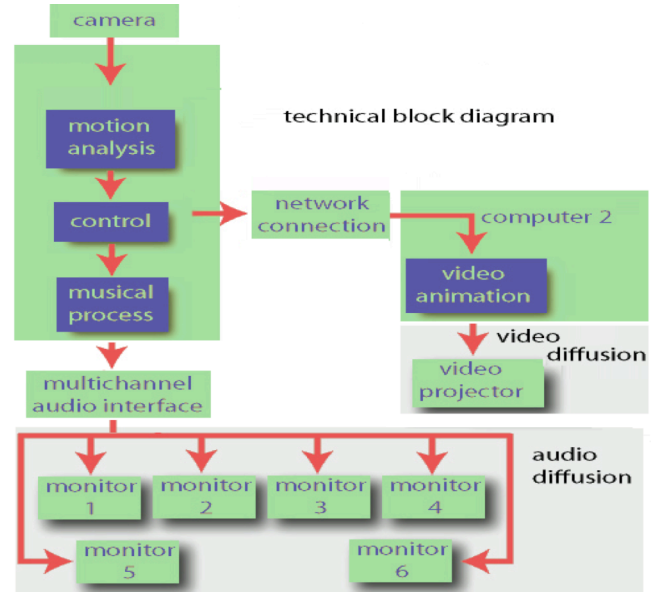 camera
technical block diagram
motion
analysis
control
musical
process
network
connection
computer 2
video
animation
video
diffusion
video
projector
multichannel
audio interface
audio
diffusion
monitor
1
monitor
2
monitor
3
monitor
4
monitor
5
monitor
6